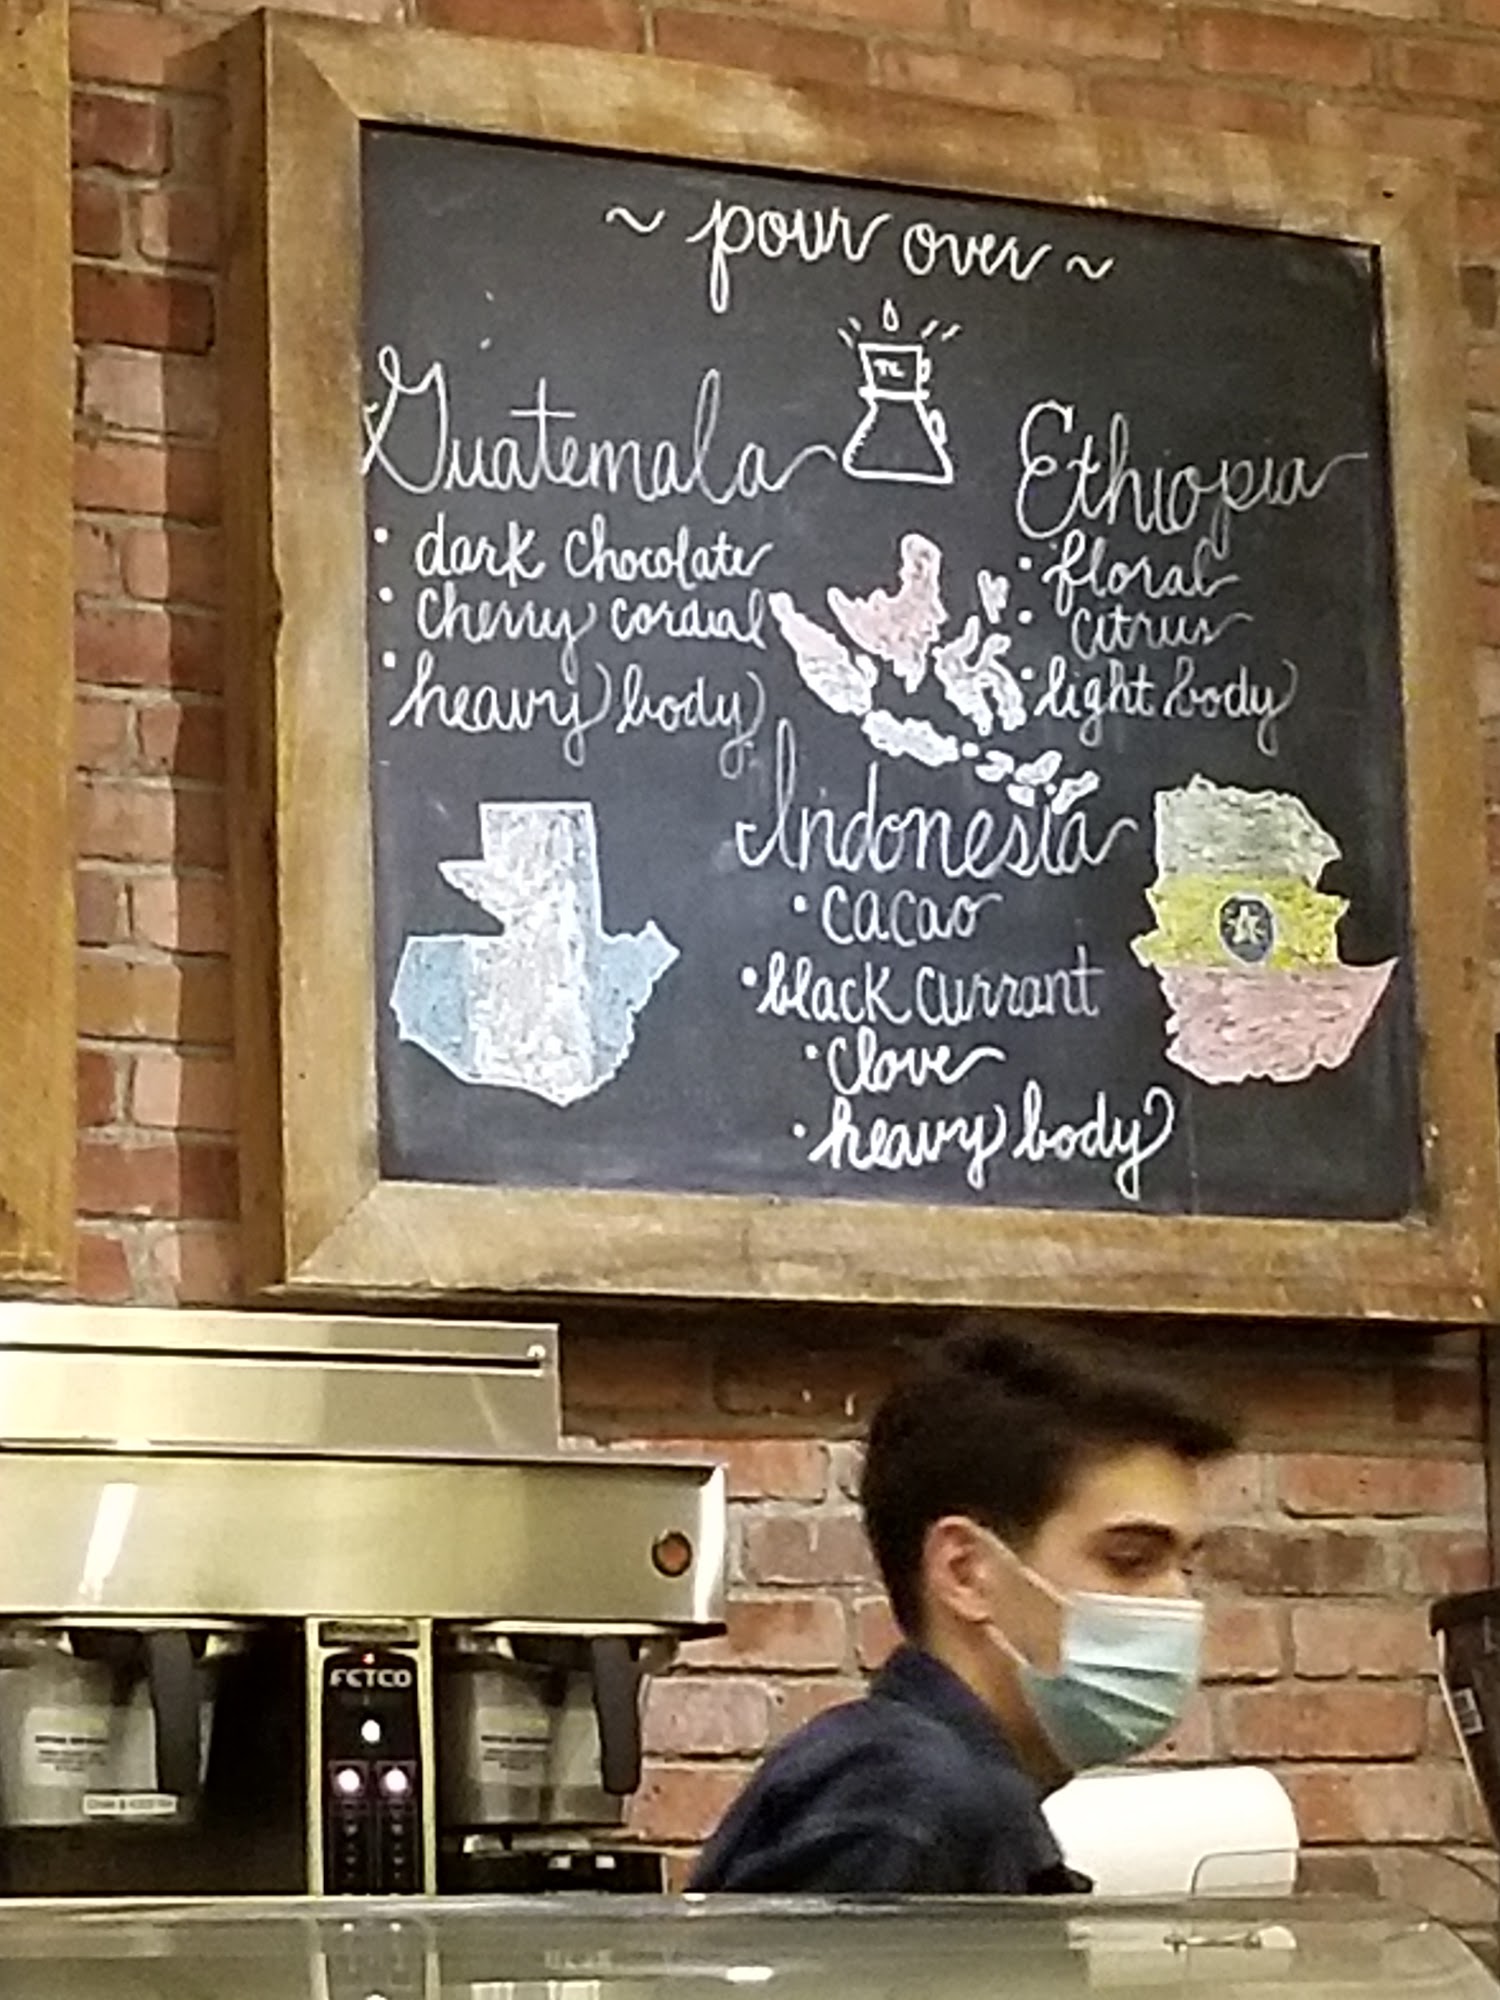 ~ pour over ~
TL
Guatemala
• dark chocolate
• cherry cordial
• heavy body
Ethiopia
• floral
• citrus
• light body
Indonesia
• cacao
• black currant
• clove
• heavy body
FETCO